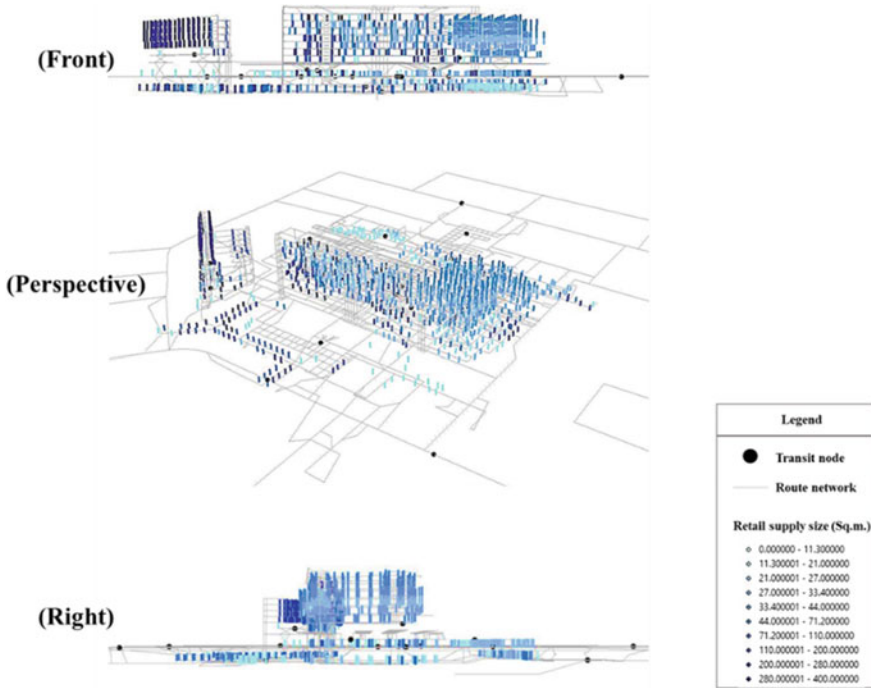 (Front)
(Perspective)
(Right)
Legend
Transit node
Route network
Retail supply size (Sq.m.)
0.000000 - 11.300000
11.300001 - 21.000000
21.000001 - 27.000000
27.000001 - 33.400000
33.400001 - 44.000000
44.000001 - 71.200000
71.200001 - 110.000000
110.000001 - 200.000000
200.000001 - 280.000000
280.000001 - 400.000000